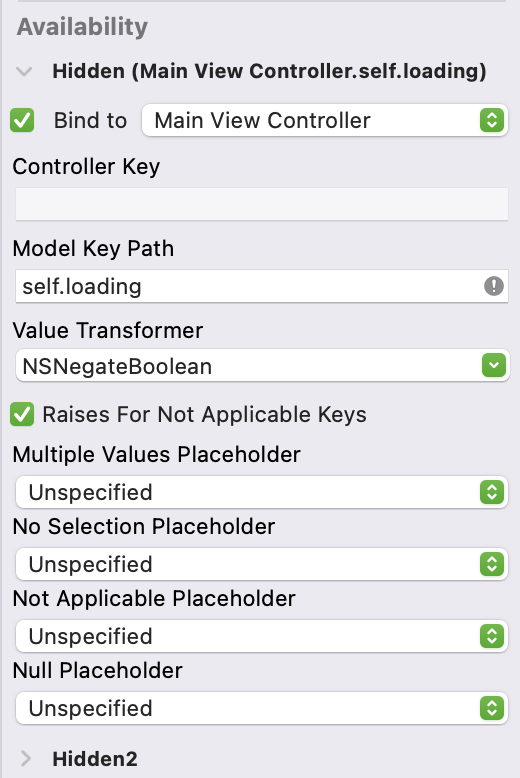 Availability
Hidden (Main View Controller.self.loading)
Bind to Main View Controller
Controller Key
Model Key Path
self.loading
Value Transformer
NSNegateBoolean
Raises For Not Applicable Keys
Multiple Values Placeholder
Unspecified
No Selection Placeholder
Unspecified
Not Applicable Placeholder
Unspecified
Null Placeholder
Unspecified
Hidden2